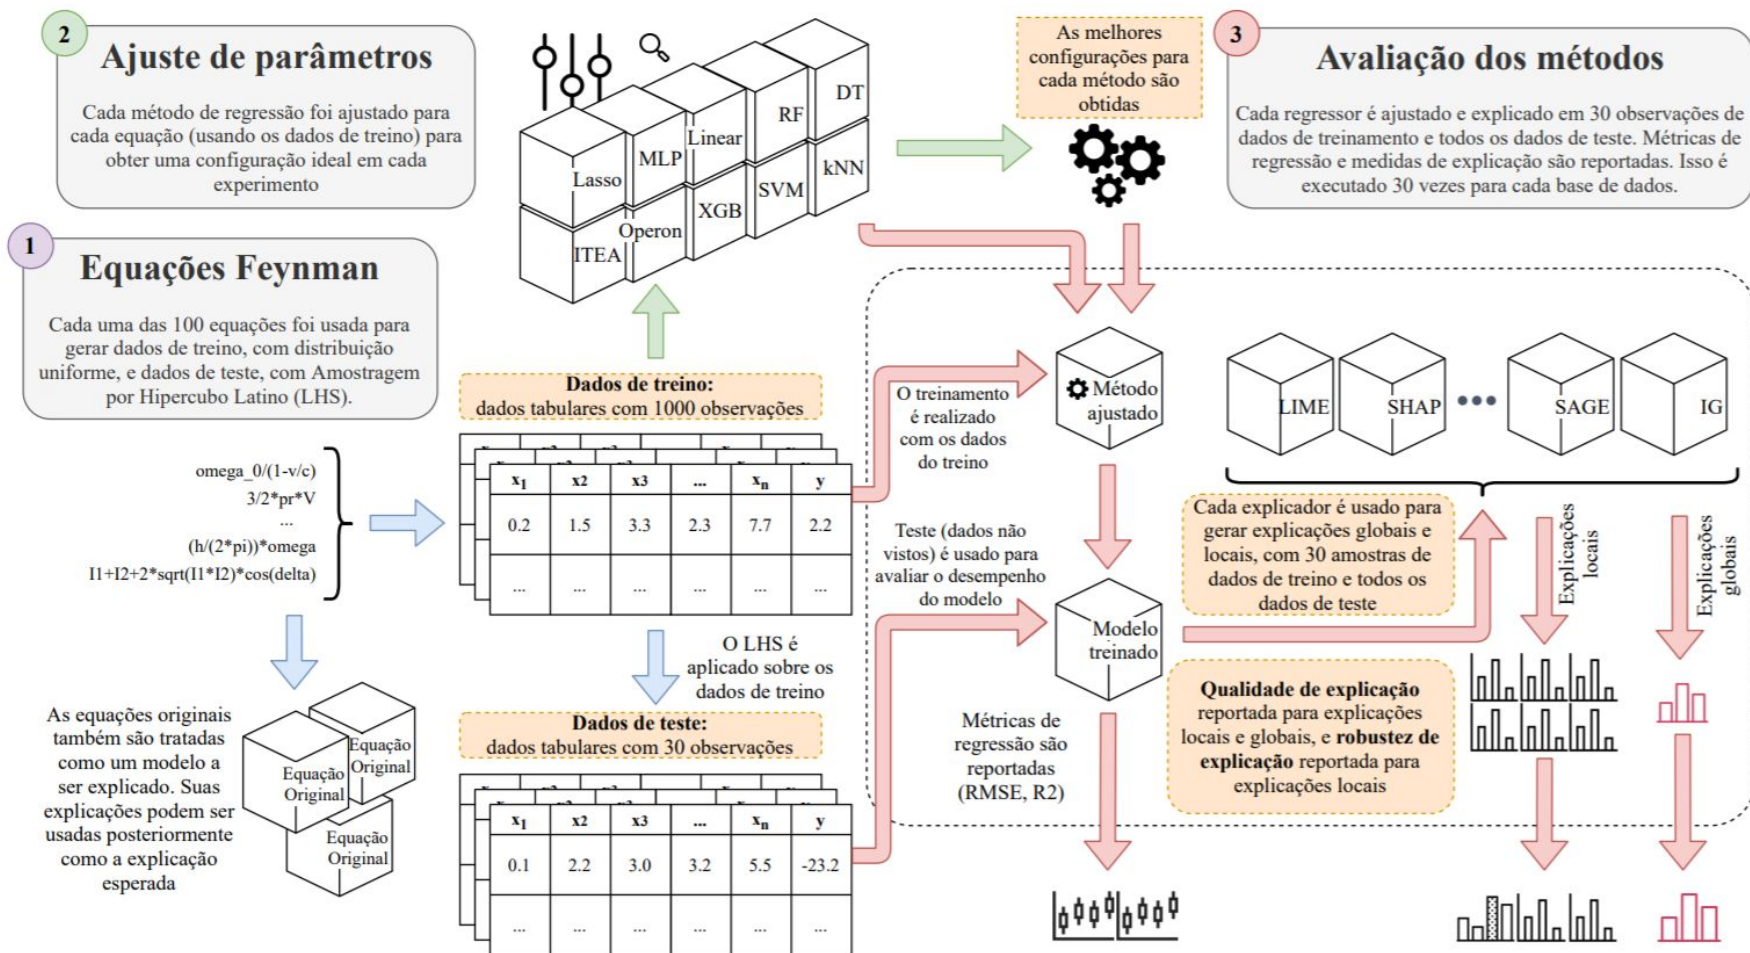 2
Ajuste de parâmetros
Cada método de regressão foi ajustado para
cada equação (usando os dados de treino) para
obter uma configuração ideal em cada
experimento
Lasso
MLP
Linear
RF
DT
ITEA
Operon
XGB
SVM
kNN
As melhores
configurações para
cada método são
obtidas
3
Avaliação dos métodos
Cada regressor é ajustado e explicado em 30 observações de
dados de treinamento e todos os dados de teste. Métricas de
regressão e medidas de explicação são reportadas. Isso é
executado 30 vezes para cada base de dados.
1
Equações Feynman
Cada uma das 100 equações foi usada para
gerar dados de treino, com distribuição
uniforme, e dados de teste, com Amostragem
por Hipercubo Latino (LHS).
omega_0/(1-v/c)
3/2*pr*V
...
(h/(2*pi))*omega
I1+I2+2*sqrt(I1*I2)*cos(delta)
As equações originais
também são tratadas
como um modelo a
ser explicado. Suas
explicações podem ser
usadas posteriormente
como a explicação
esperada
Equação
Original
Equação
Original
Equação
Original
Dados de treino:
dados tabulares com 1000 observações
x1 x2 x3 ... xn y
0.2 1.5 3.3 2.3 7.7 2.2
... ... ... ... ... ...
O LHS é
aplicado sobre os
dados de treino
Dados de teste:
dados tabulares com 30 observações
x1 x2 x3 ... xn y
0.1 2.2 3.0 3.2 5.5 -23.2
... ... ... ... ... ...
O treinamento
é realizado
com os dados
do treino
Teste (dados não
vistos) é usado para
avaliar o desempenho
do modelo
Método
ajustado
Modelo
treinado
Métricas de
regressão são
reportadas
(RMSE, R2)
LIME
SHAP
SAGE
IG
Cada explicador é usado para
gerar explicações globais e
locais, com 30 amostras de
dados de treino e todos os
dados de teste
Explicações
locais
Explicações
globais
Qualidade de explicação
reportada para explicações
locais e globais, e robustez de
explicação reportada para
explicações locais